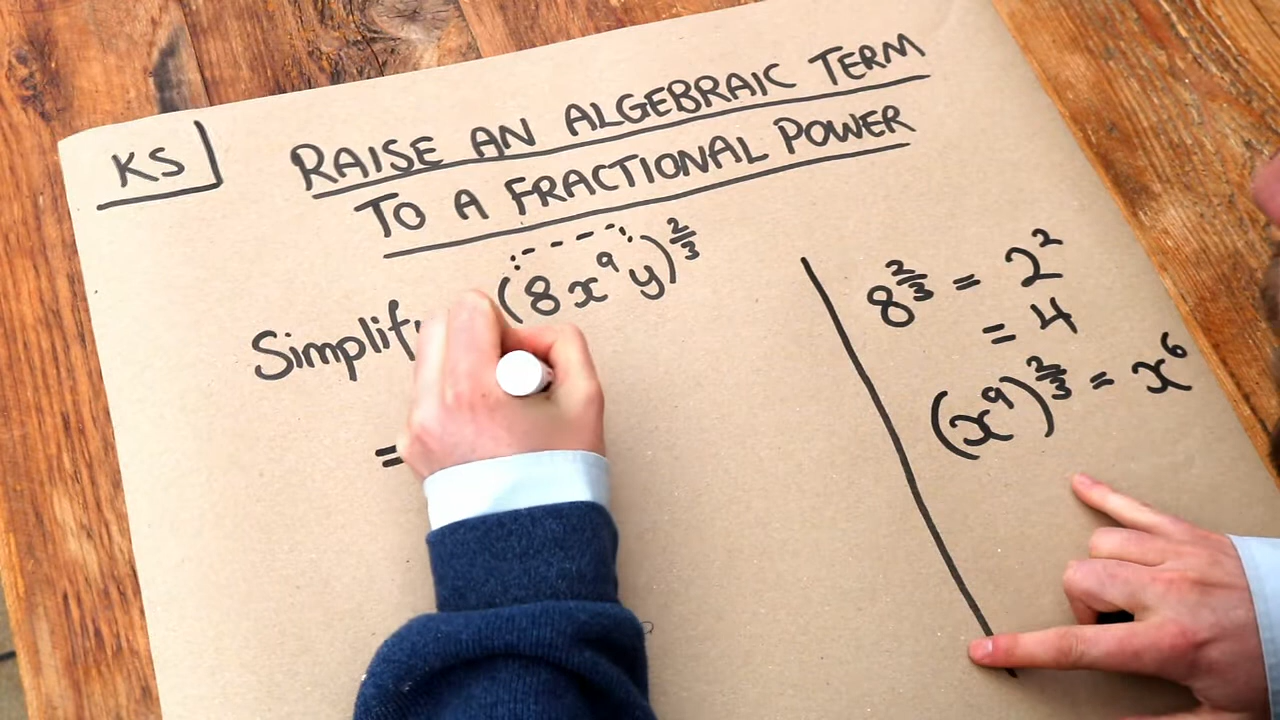 KS
RAISE AN ALGEBRAIC TERM
TO A FRACTIONAL POWER
Simplify (8x⁹y)^(2/3)
=
8^(2/3) = 2²
= 4
(x⁹)^(2/3) = x⁶